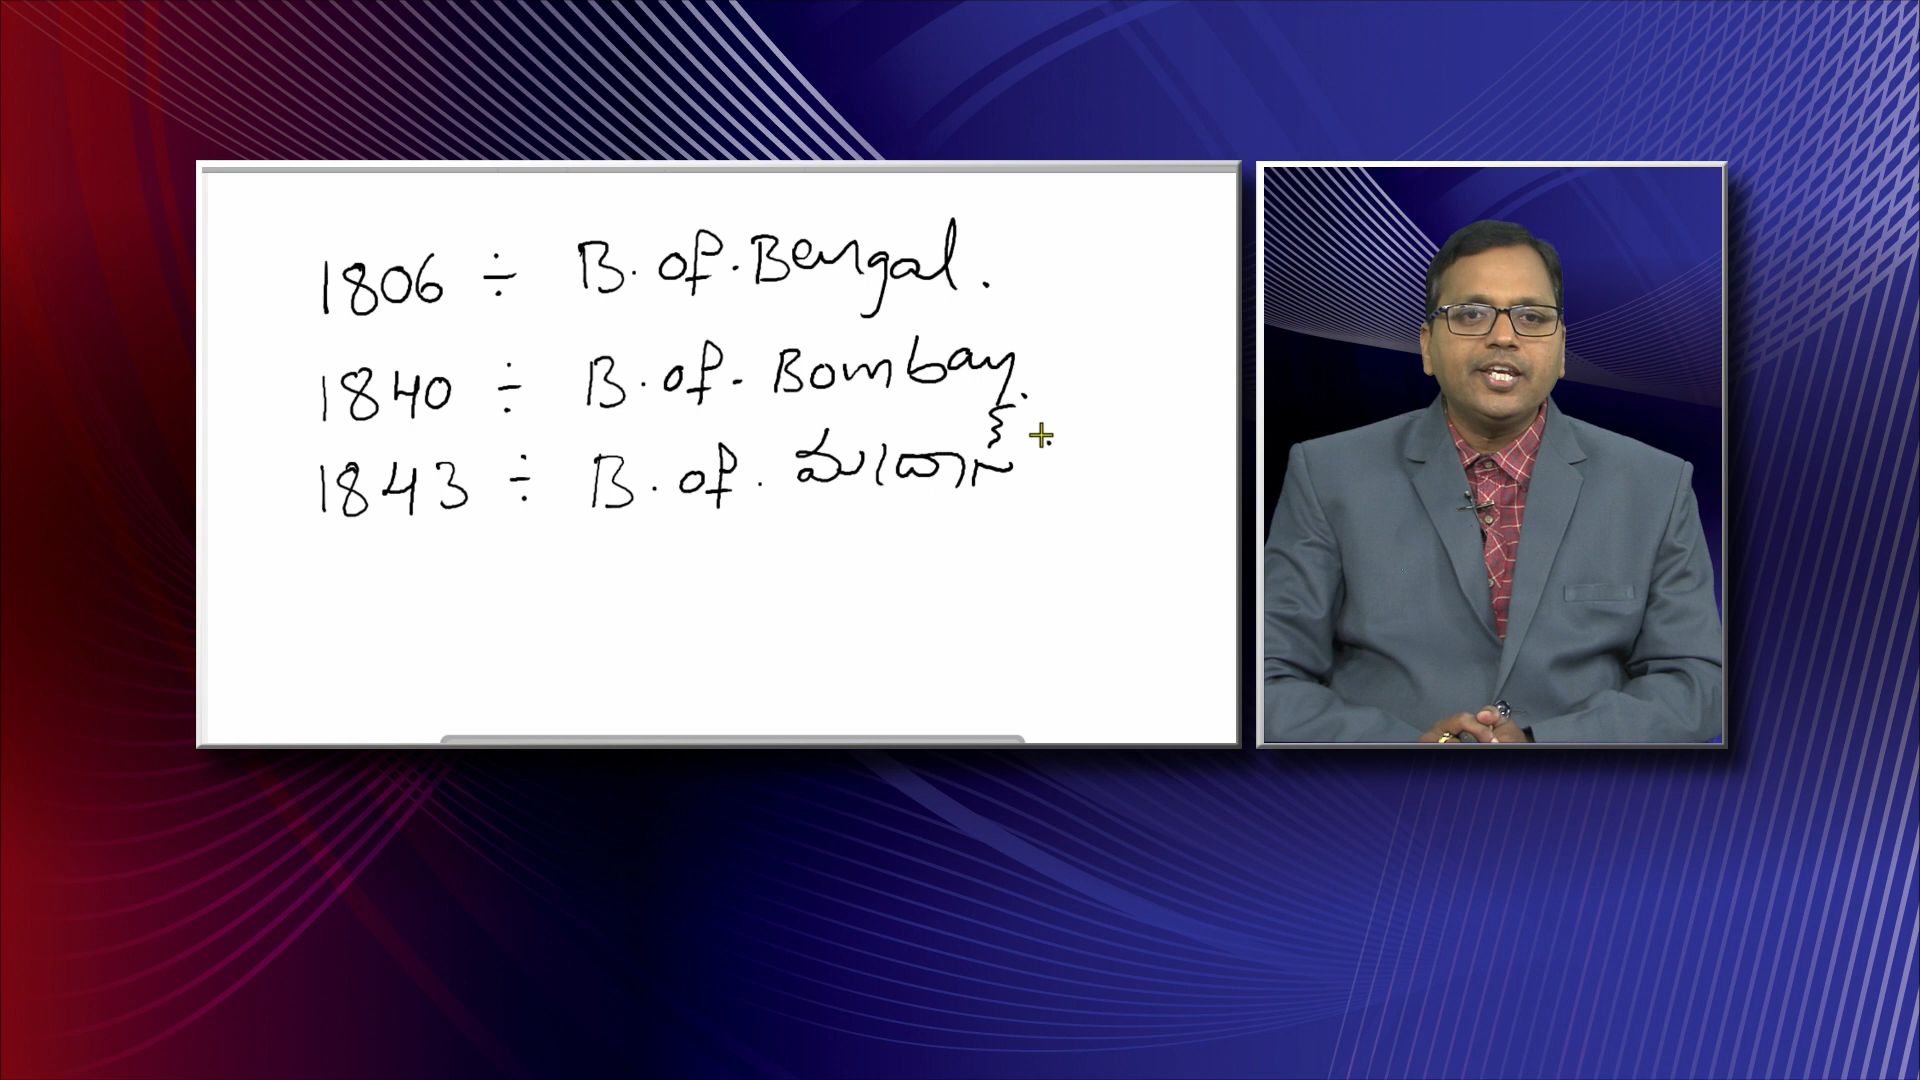 1806 ÷ B. of. Bengal.
1840 ÷ B. of. Bombay.
1843 ÷ B. of. మద్రాస్